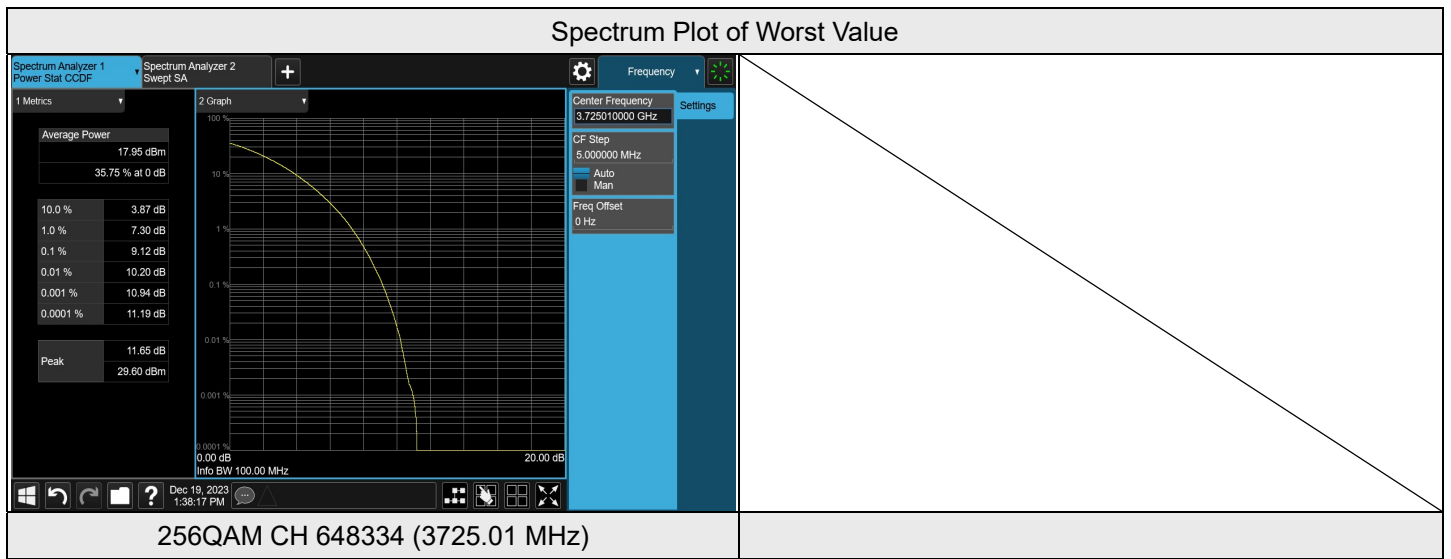 Spectrum Plot of Worst Value
Spectrum Analyzer 1
Power Stat CCDF
Spectrum Analyzer 2
Swept SA
Frequency
1 Metrics
2 Graph
Average Power
17.95 dBm
35.75 % at 0 dB
10.0 % 3.87 dB
1.0 % 7.30 dB
0.1 % 9.12 dB
0.01 % 10.20 dB
0.001 % 10.94 dB
0.0001 % 11.19 dB
Peak
11.65 dB
29.60 dBm
100 %
10 %
1 %
0.1 %
0.01 %
0.001 %
0.0001 %
0.00 dB 20.00 dB
Info BW 100.00 MHz
Center Frequency
3.725010000 GHz
Settings
CF Step
5.000000 MHz
Auto
Man
Freq Offset
0 Hz
Dec 19, 2023
1:38:17 PM
256QAM CH 648334 (3725.01 MHz)